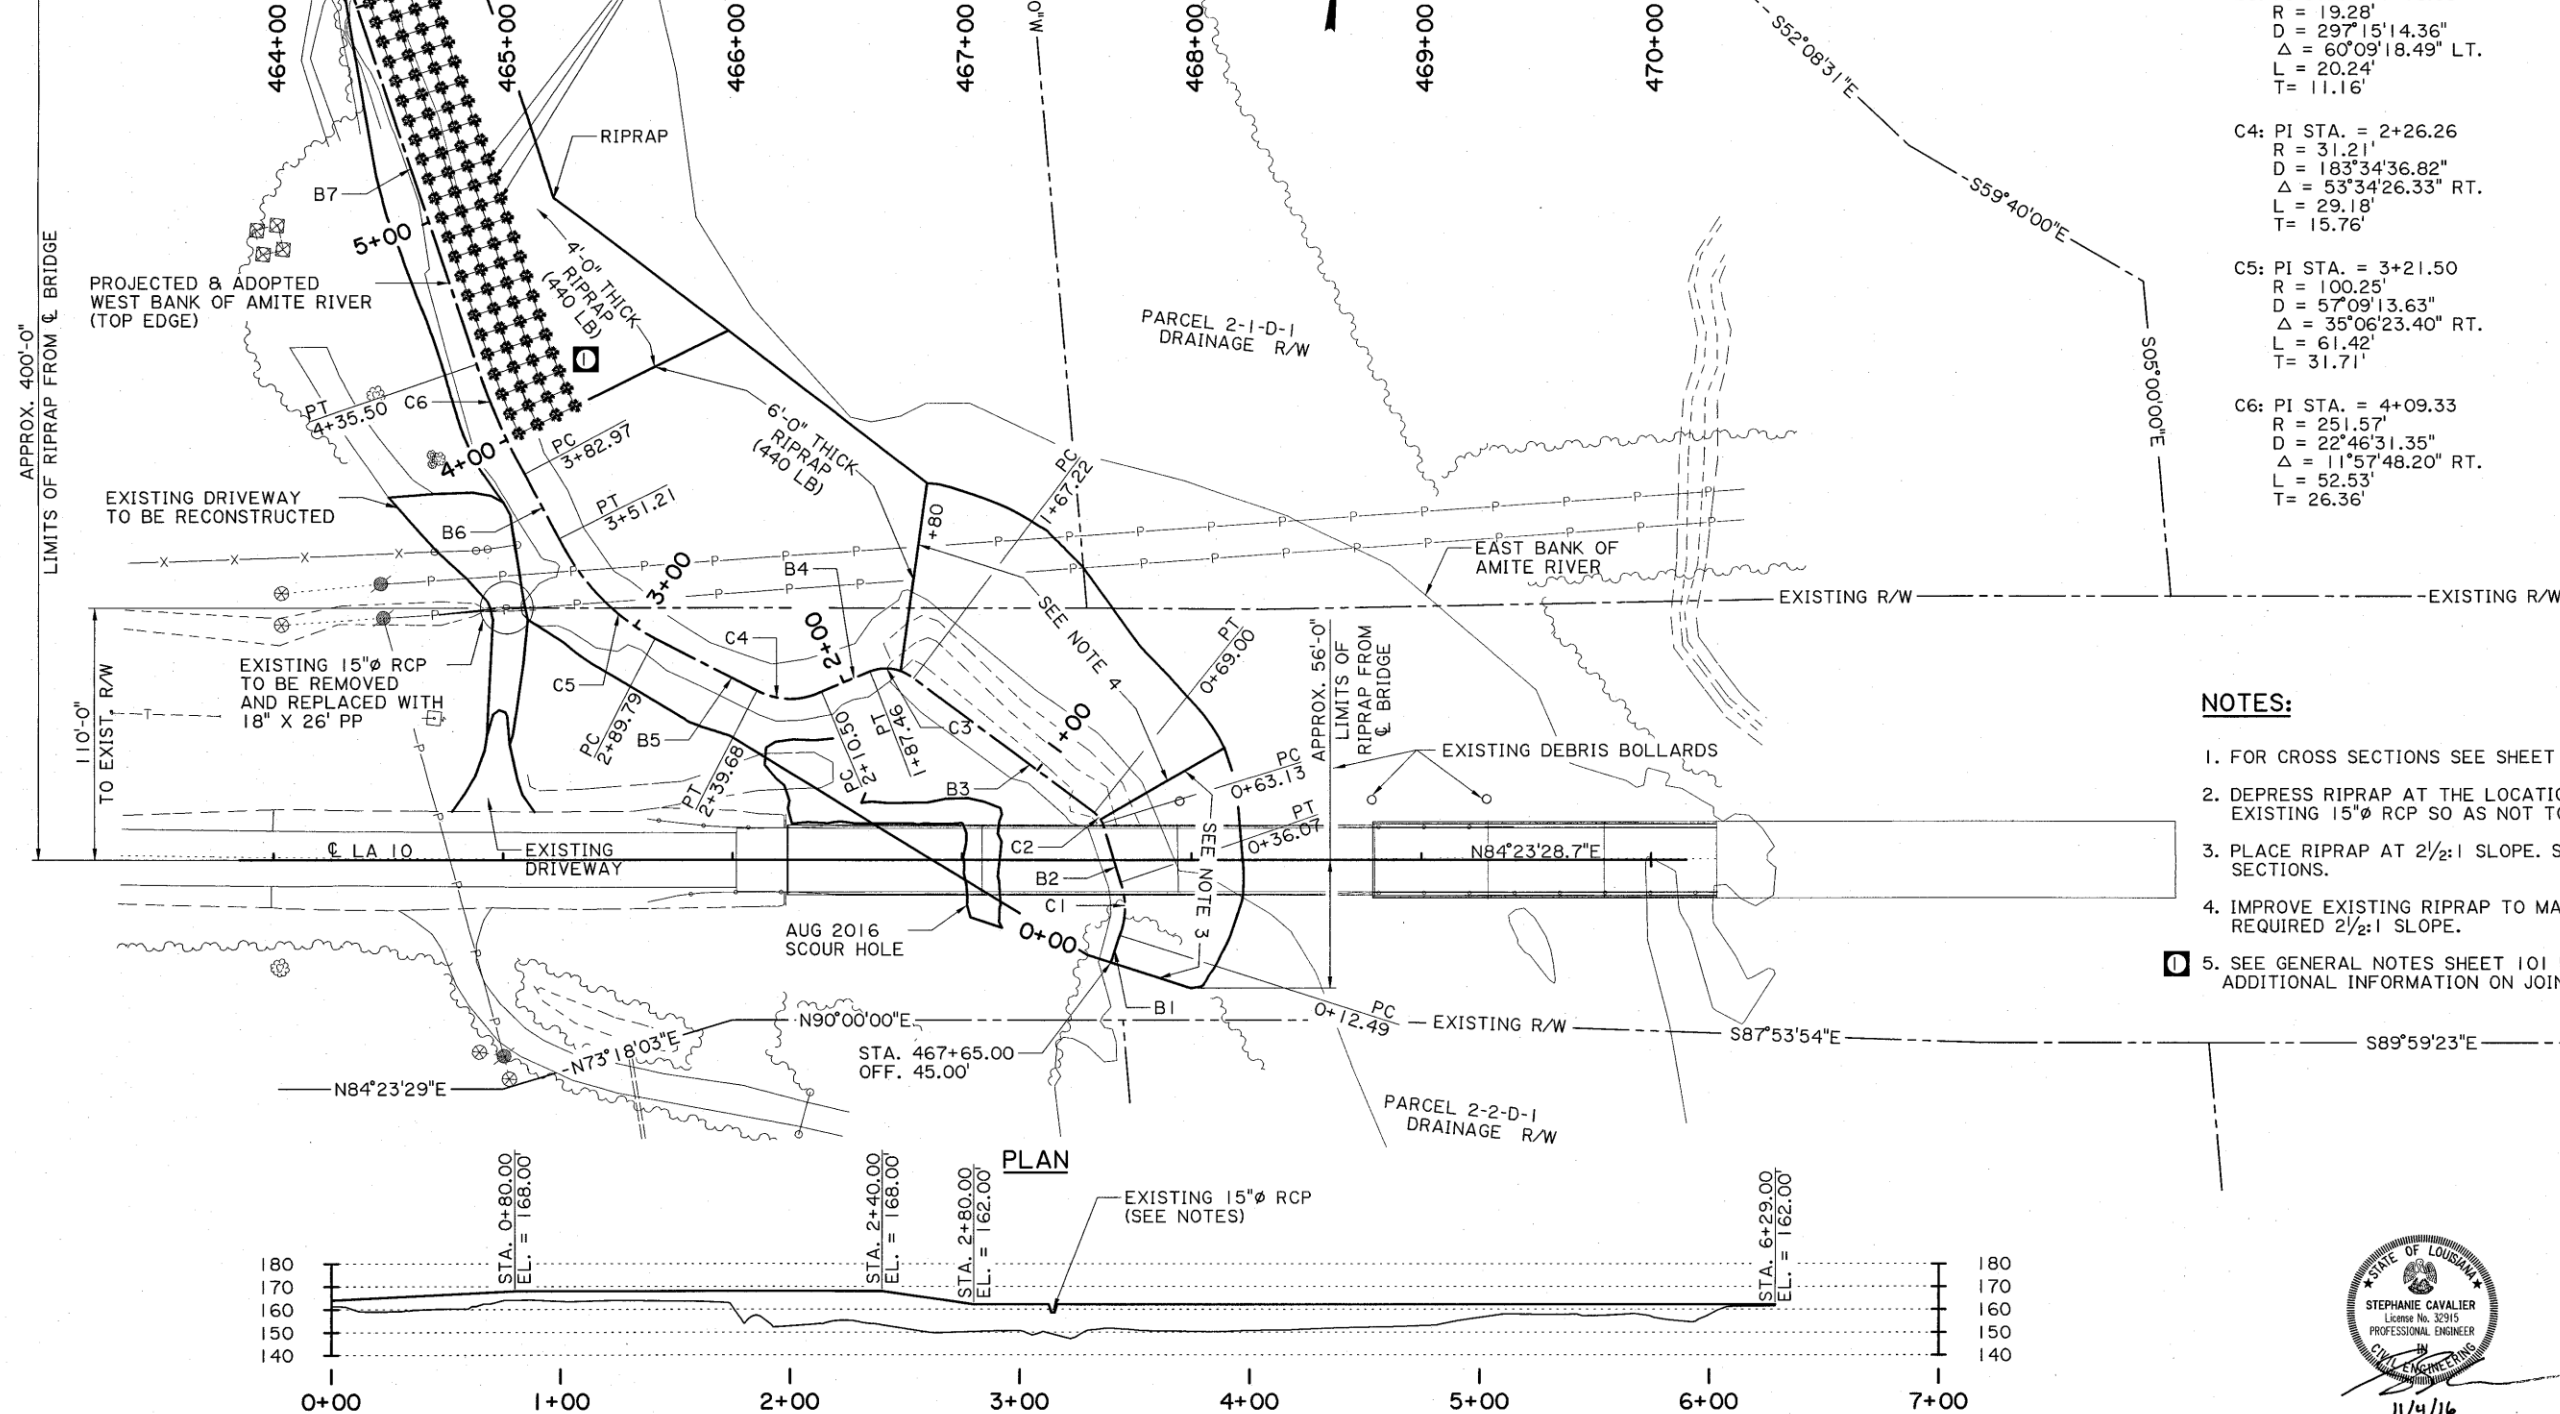 464+00
465+00
466+00
467+00
468+00
469+00
470+00
0"W
S52°08'31"E
S59°40'00"E
S05°00'00"E
R = 19.28'
D = 297°15'14.36"
Δ = 60°09'18.49" LT.
L = 20.24'
T= 11.16'
C4: PI STA. = 2+26.26
R = 31.21'
D = 183°34'36.82"
Δ = 53°34'26.33" RT.
L = 29.18'
T= 15.76'
C5: PI STA. = 3+21.50
R = 100.25'
D = 57°09'13.63"
Δ = 35°06'23.40" RT.
L = 61.42'
T= 31.71'
C6: PI STA. = 4+09.33
R = 251.57'
D = 22°46'31.35"
Δ = 11°57'48.20" RT.
L = 52.53'
T= 26.36'
RIPRAP
B7
5+00
APPROX. 400'-0"
LIMITS OF RIPRAP FROM ℄ BRIDGE
PROJECTED & ADOPTED
WEST BANK OF AMITE RIVER
(TOP EDGE)
4'-0" THICK
RIPRAP
(440 LB)
1
PARCEL 2-1-D-1
DRAINAGE R/W
PT
4+35.50
C6
4+00
PC
3+82.97
6'-0" THICK
RIPRAP
(440 LB)
PC
1+67.22
EXISTING DRIVEWAY
TO BE RECONSTRUCTED
B6
PT
3+51.21
+80
EAST BANK OF
AMITE RIVER
3+00
B4
SEE NOTE 4
EXISTING R/W
EXISTING R/W
110'-0"
TO EXIST. R/W
EXISTING 15"ø RCP
TO BE REMOVED
AND REPLACED WITH
18" X 26' PP
C5
C4
2+00
PT
0+69.00
APPROX. 56'-0"
LIMITS OF
RIPRAP FROM
℄ BRIDGE
PC
2+89.79
B5
PT
2+39.68
PC
2+10.50
PT
1+87.46
C3
+00
B3
PC
0+63.13
PT
0+36.07
EXISTING DEBRIS BOLLARDS
℄ LA 10
EXISTING
DRIVEWAY
C2
B2
C1
SEE NOTE 3
N84°23'28.7"E
AUG 2016
SCOUR HOLE
0+00
B1
PC
0+12.49
N90°00'00"E
EXISTING R/W
S87°53'54"E
S89°59'23"E
STA. 467+65.00
OFF. 45.00'
N73°18'03"E
N84°23'29"E
PARCEL 2-2-D-1
DRAINAGE R/W
NOTES:
1. FOR CROSS SECTIONS SEE SHEET
2. DEPRESS RIPRAP AT THE LOCATIO
EXISTING 15"ø RCP SO AS NOT TO
3. PLACE RIPRAP AT 2½:1 SLOPE. S
SECTIONS.
4. IMPROVE EXISTING RIPRAP TO MA
REQUIRED 2½:1 SLOPE.
1 5. SEE GENERAL NOTES SHEET 101
ADDITIONAL INFORMATION ON JOIN
PLAN
STA. 0+80.00
EL. = 168.00'
STA. 2+40.00
EL. = 168.00'
STA. 2+80.00
EL. = 162.00'
EXISTING 15"ø RCP
(SEE NOTES)
STA. 6+29.00
EL. = 162.00'
180
170
160
150
140
180
170
160
150
140
0+00
1+00
2+00
3+00
4+00
5+00
6+00
7+00
STATE OF LOUISIANA
STEPHANIE CAVALIER
License No. 32915
PROFESSIONAL ENGINEER
IN
CIVIL ENGINEERING
11/4/16